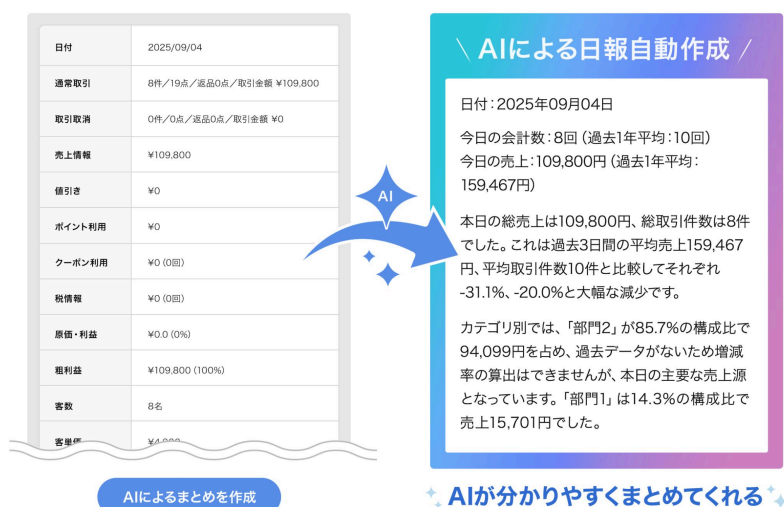 日付 2025/09/04
通常取引 8件/19点/返品0点/取引金額 ¥109,800
取引取消 0件/0点/返品0点/取引金額 ¥0
売上情報 ¥109,800
値引き ¥0
ポイント利用 ¥0
クーポン利用 ¥0 (0回)
税情報 ¥0 (0回)
原価・利益 ¥0.0 (0%)
粗利益 ¥109,800 (100%)
客数 8名
客単価
AIによるまとめを作成
AI
\ AIによる日報自動作成 /
日付:2025年09月04日
今日の会計数:8回 (過去1年平均:10回)
今日の売上:109,800円 (過去1年平均:
159,467円)
本日の総売上は109,800円、総取引件数は8件
でした。これは過去3日間の平均売上159,467
円、平均取引件数10件と比較してそれぞれ
-31.1%、-20.0%と大幅な減少です。
カテゴリ別では、「部門2」が85.7%の構成比で
94,099円を占め、過去データがないため増減
率の算出はできませんが、本日の主要な売上源
となっています。「部門1」は14.3%の構成比で
売上15,701円でした。
AIが分かりやすくまとめてくれる